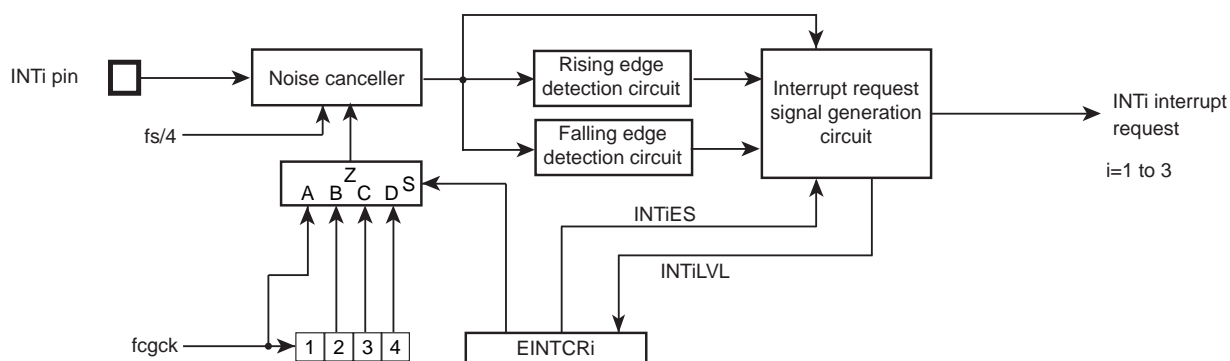 INTi pin
Noise canceller
Rising edge
detection circuit
Falling edge
detection circuit
Interrupt request
signal generation
circuit
INTi interrupt
request
i=1 to 3
fs/4
Z
S
A B C D
INTiES
INTiLVL
fcgck
1 2 3 4
EINTCRi